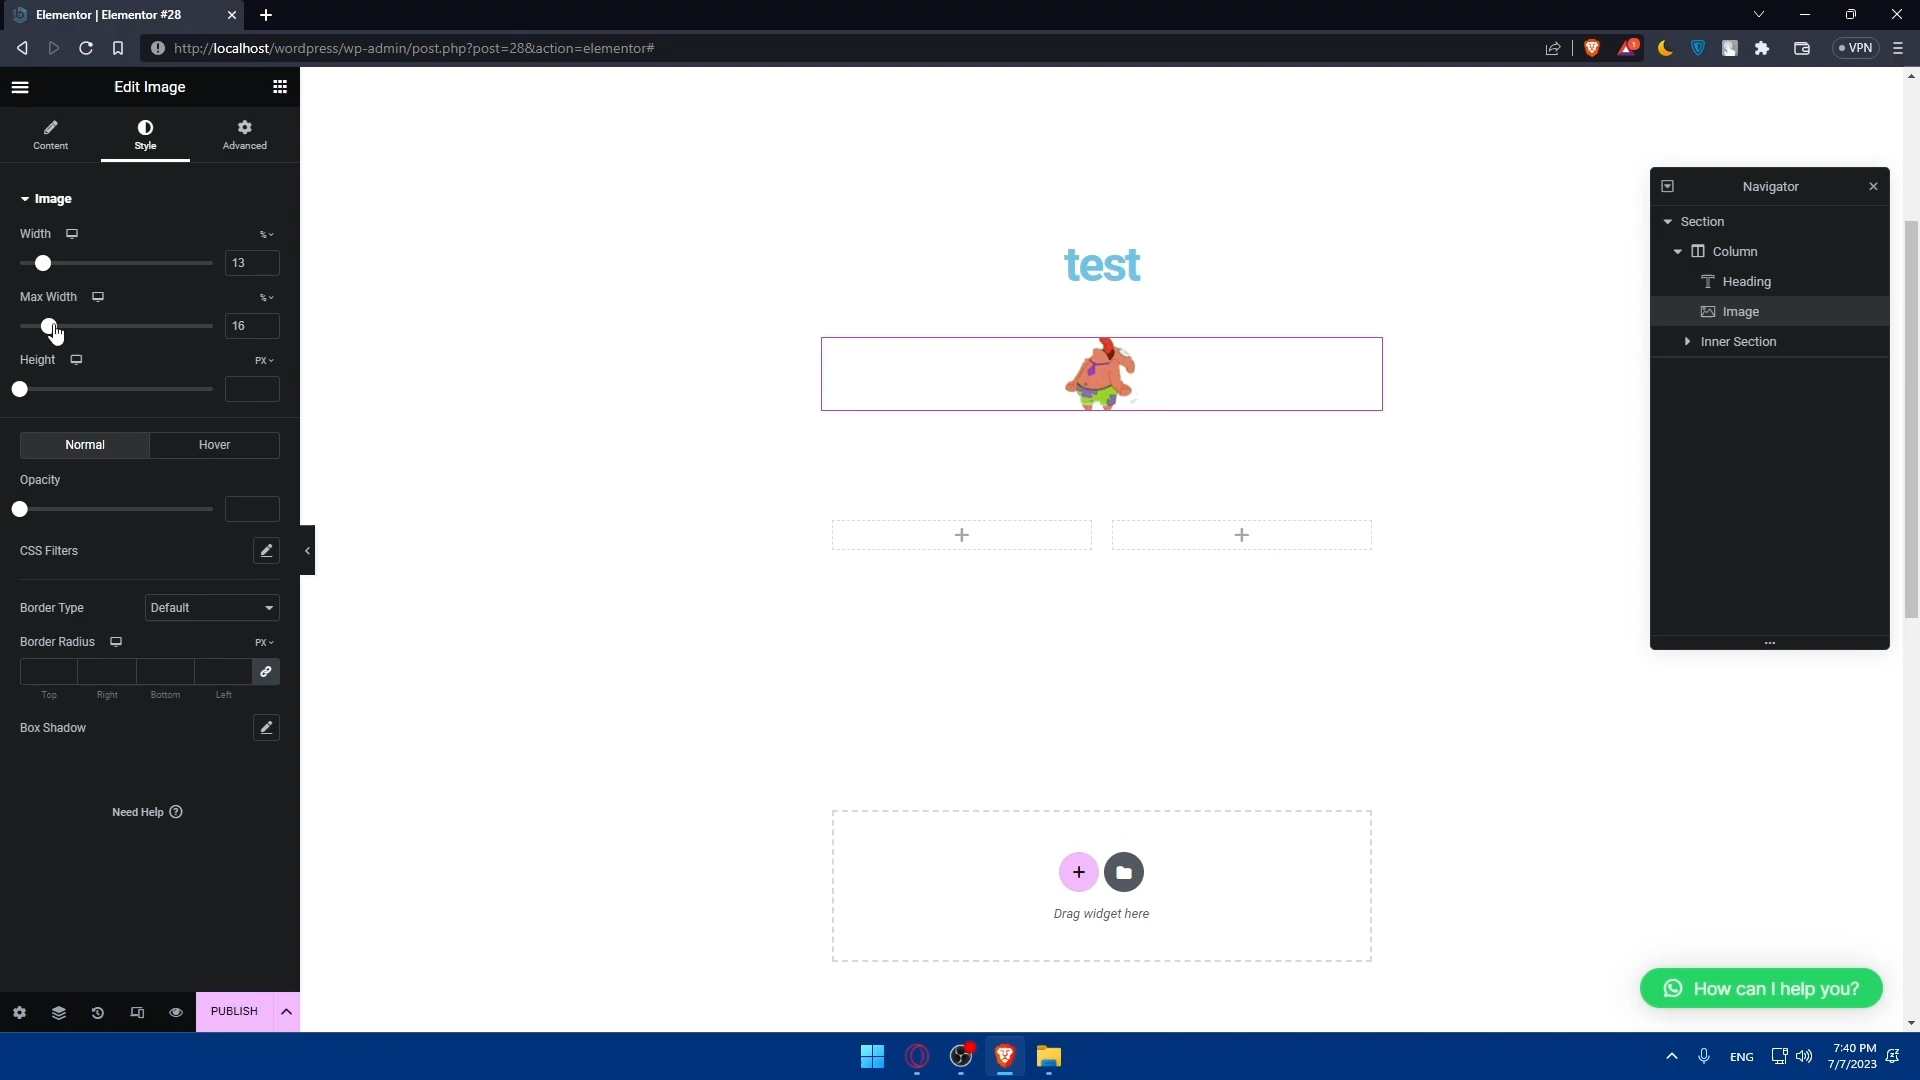 Elementor | Elementor #28
http://localhost/wordpress/wp-admin/post.php?post=28&action=elementor#
1
VPN
Edit Image
Content
Style
Advanced
Image
Width
%
13
Max Width
%
16
Height
PX
Normal
Hover
Opacity
CSS Filters
Border Type
Default
Border Radius
PX
Top
Right
Bottom
Left
Box Shadow
Need Help
PUBLISH
test
Drag widget here
Navigator
Section
Column
Heading
Image
Inner Section
How can I help you?
ENG
7:40 PM
7/7/2023